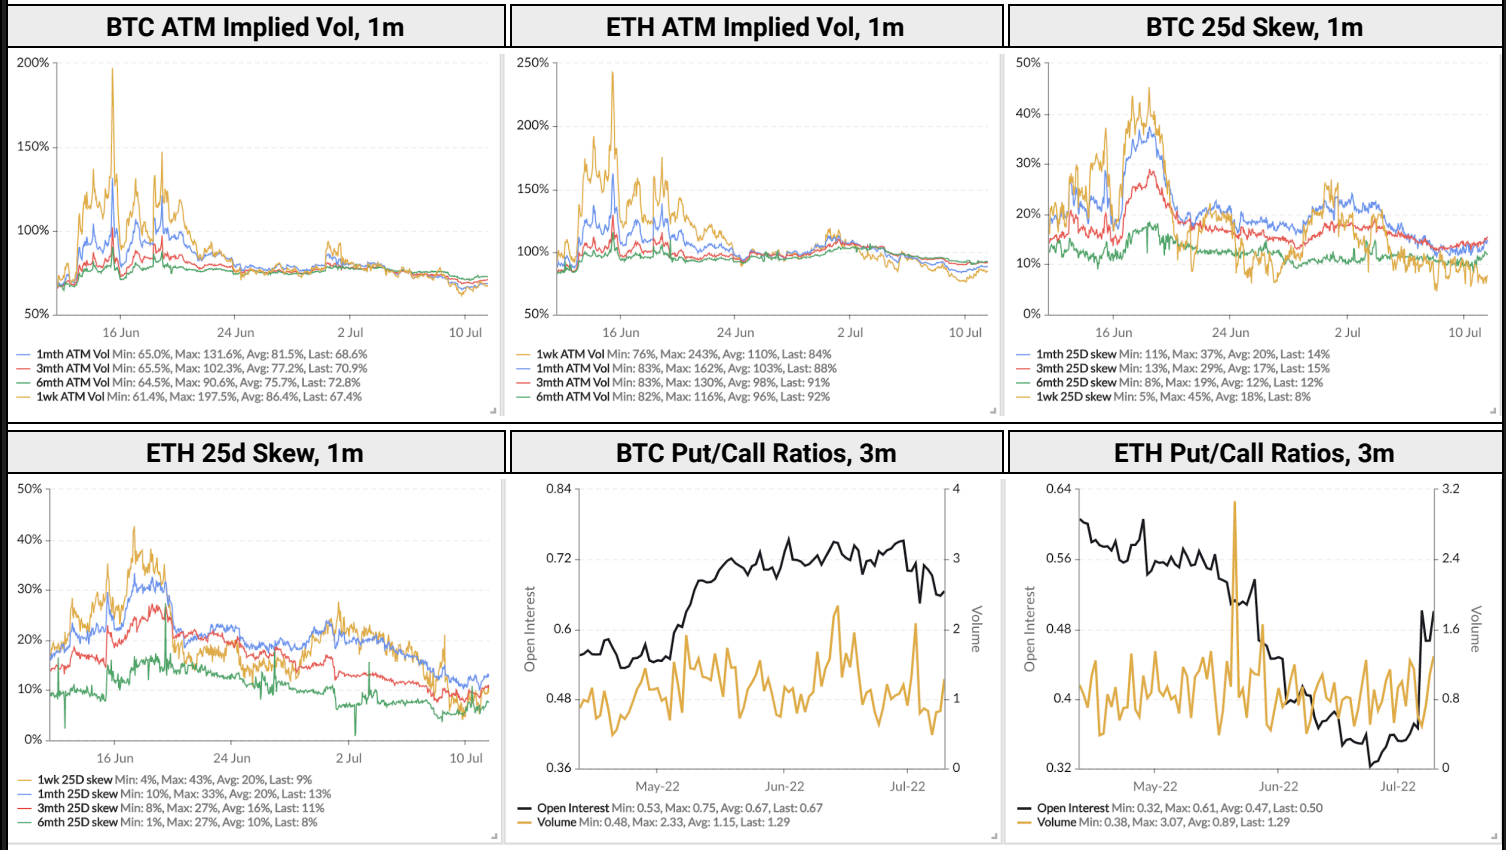 BTC ATM Implied Vol, 1m
200%
150%
100%
50%
16 Jun 24 Jun 2 Jul 10 Jul
1mth ATM Vol Min: 65.0%, Max: 131.6%, Avg: 81.5%, Last: 68.6%
3mth ATM Vol Min: 65.5%, Max: 102.3%, Avg: 77.2%, Last: 70.9%
6mth ATM Vol Min: 64.5%, Max: 90.6%, Avg: 75.7%, Last: 72.8%
1wk ATM Vol Min: 61.4%, Max: 197.5%, Avg: 86.4%, Last: 67.4%
ETH ATM Implied Vol, 1m
250%
200%
150%
100%
50%
16 Jun 24 Jun 2 Jul 10 Jul
1wk ATM Vol Min: 76%, Max: 243%, Avg: 110%, Last: 84%
1mth ATM Vol Min: 83%, Max: 162%, Avg: 103%, Last: 88%
3mth ATM Vol Min: 83%, Max: 130%, Avg: 98%, Last: 91%
6mth ATM Vol Min: 82%, Max: 116%, Avg: 96%, Last: 92%
BTC 25d Skew, 1m
50%
40%
30%
20%
10%
0%
16 Jun 24 Jun 2 Jul 10 Jul
1mth 25D skew Min: 11%, Max: 37%, Avg: 20%, Last: 14%
3mth 25D skew Min: 13%, Max: 29%, Avg: 17%, Last: 15%
6mth 25D skew Min: 8%, Max: 19%, Avg: 12%, Last: 12%
1wk 25D skew Min: 5%, Max: 45%, Avg: 18%, Last: 8%
ETH 25d Skew, 1m
50%
40%
30%
20%
10%
0%
16 Jun 24 Jun 2 Jul 10 Jul
1wk 25D skew Min: 4%, Max: 43%, Avg: 20%, Last: 9%
1mth 25D skew Min: 10%, Max: 33%, Avg: 20%, Last: 13%
3mth 25D skew Min: 8%, Max: 27%, Avg: 16%, Last: 11%
6mth 25D skew Min: 1%, Max: 27%, Avg: 10%, Last: 8%
BTC Put/Call Ratios, 3m
0.84 4
0.72 3
0.6 2
0.48 1
0.36 0
Open Interest
Volume
May-22 Jun-22 Jul-22
Open Interest Min: 0.53, Max: 0.75, Avg: 0.67, Last: 0.67
Volume Min: 0.48, Max: 2.33, Avg: 1.15, Last: 1.29
ETH Put/Call Ratios, 3m
0.64 3.2
0.56 2.4
0.48 1.6
0.4 0.8
0.32 0
Open Interest
Volume
May-22 Jun-22 Jul-22
Open Interest Min: 0.32, Max: 0.61, Avg: 0.47, Last: 0.50
Volume Min: 0.38, Max: 3.07, Avg: 0.89, Last: 1.29